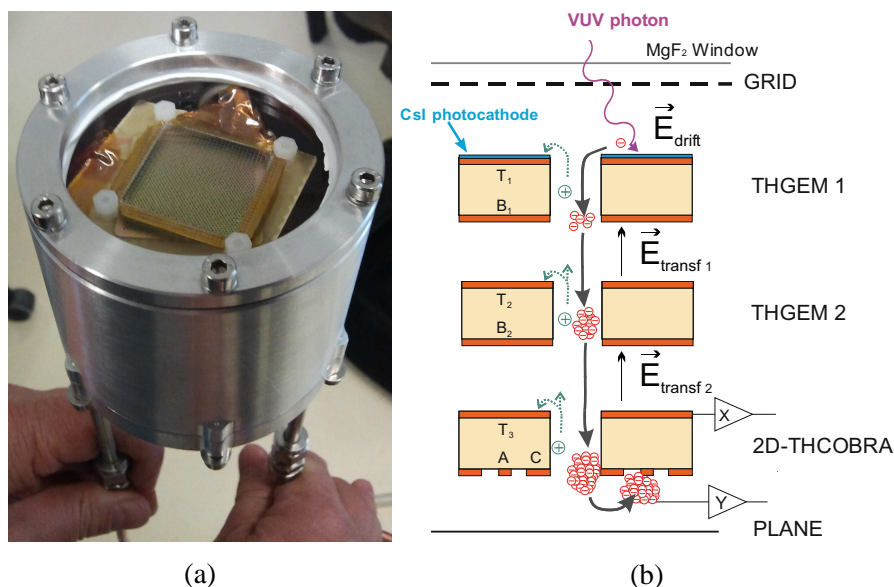 VUV photon
MgF₂ Window
GRID
CsI photocathode
E drift
T₁
B₁
THGEM 1
E transf 1
T₂
B₂
THGEM 2
E transf 2
T₃
A C
X
2D-THCOBRA
Y
PLANE
(a) (b)